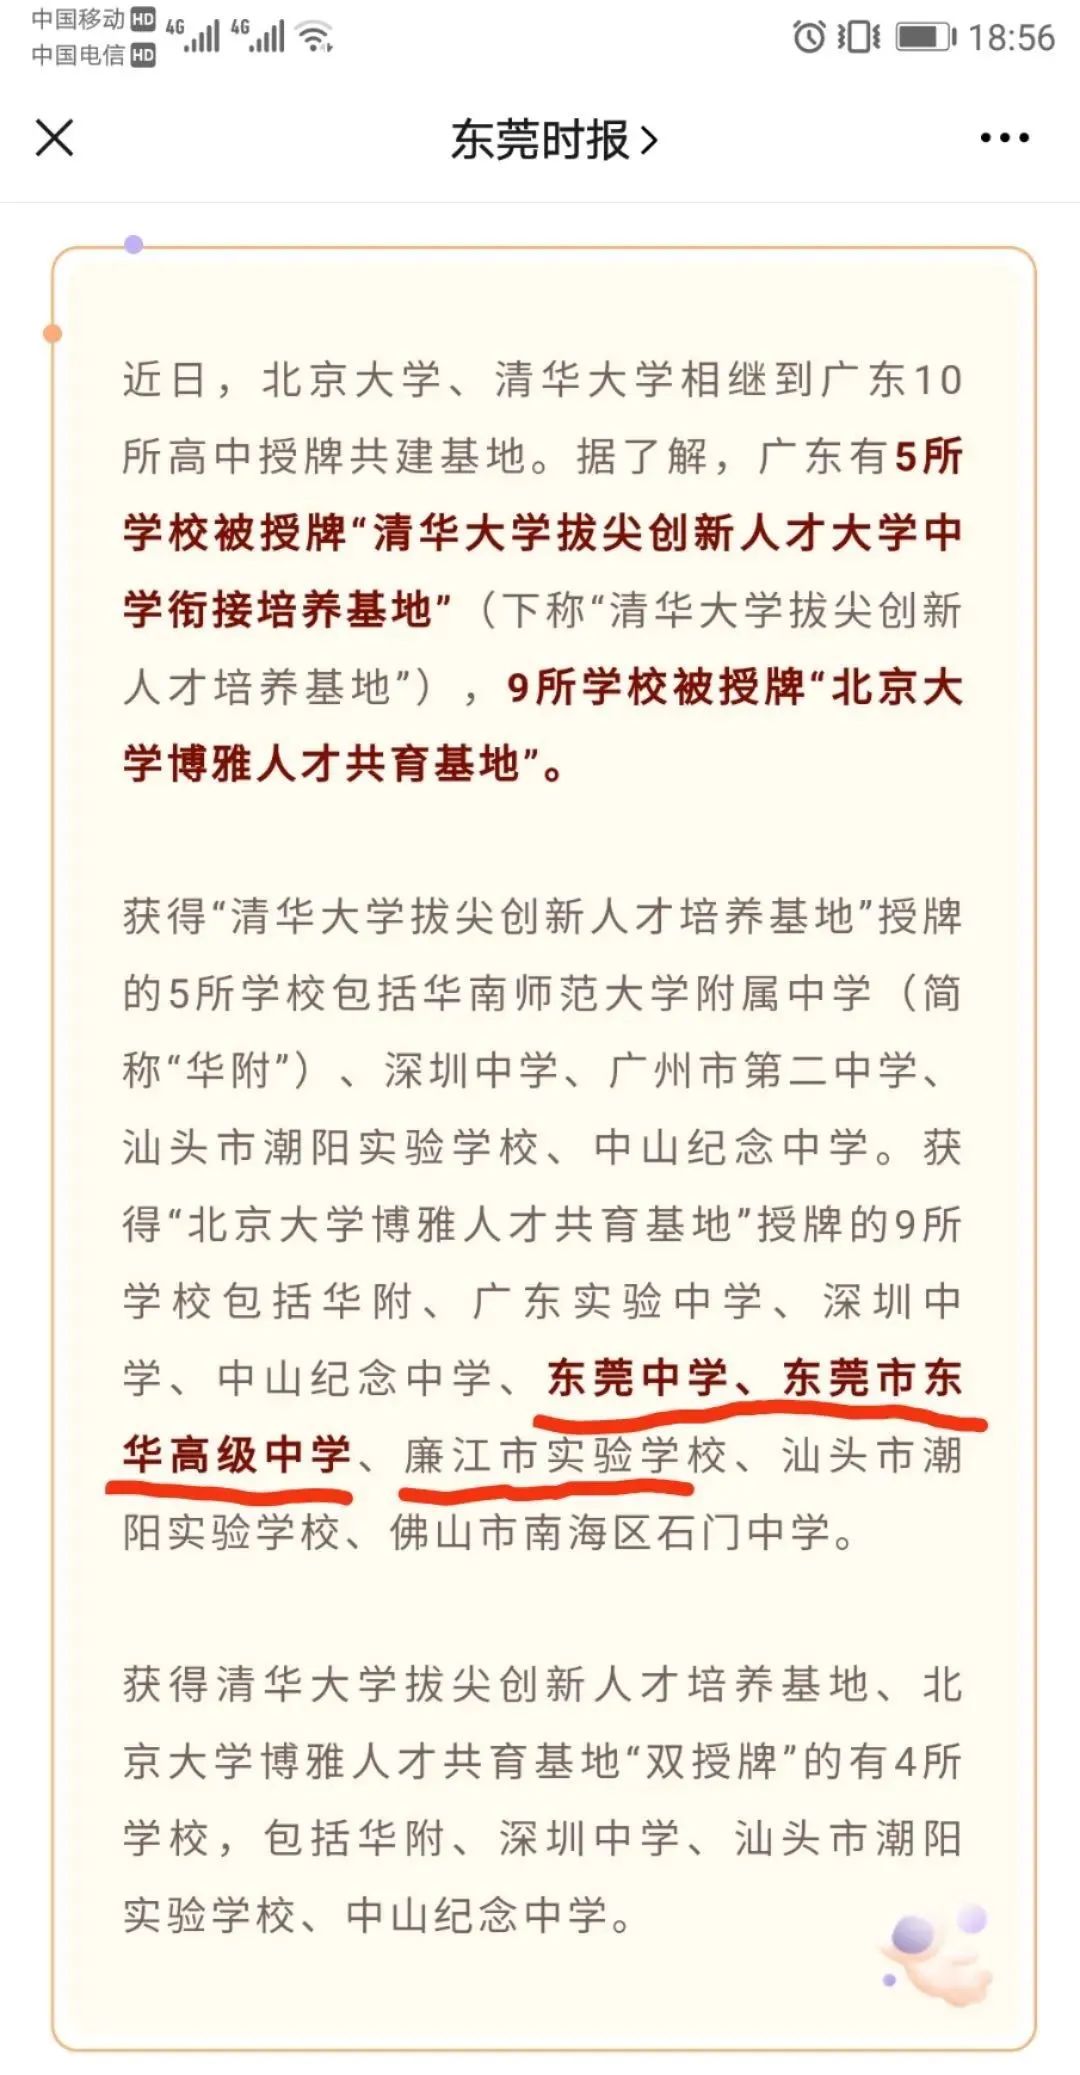 中国移动 HD 4G 4G 18:56
中国电信 HD
东莞时报
近日，北京大学、清华大学相继到广东10
所高中授牌共建基地。据了解，广东有5所
学校被授牌“清华大学拔尖创新人才大学中
学衔接培养基地”（下称“清华大学拔尖创新
人才培养基地”），9所学校被授牌“北京大
学博雅人才共育基地”。
获得“清华大学拔尖创新人才培养基地”授牌
的5所学校包括华南师范大学附属中学（简
称“华附”）、深圳中学、广州市第二中学、
汕头市潮阳实验学校、中山纪念中学。获
得“北京大学博雅人才共育基地”授牌的9所
学校包括华附、广东实验中学、深圳中
学、中山纪念中学、东莞中学、东莞市东
华高级中学、廉江市实验学校、汕头市潮
阳实验学校、佛山市南海区石门中学。
获得清华大学拔尖创新人才培养基地、北
京大学博雅人才共育基地“双授牌”的有4所
学校，包括华附、深圳中学、汕头市潮阳
实验学校、中山纪念中学。